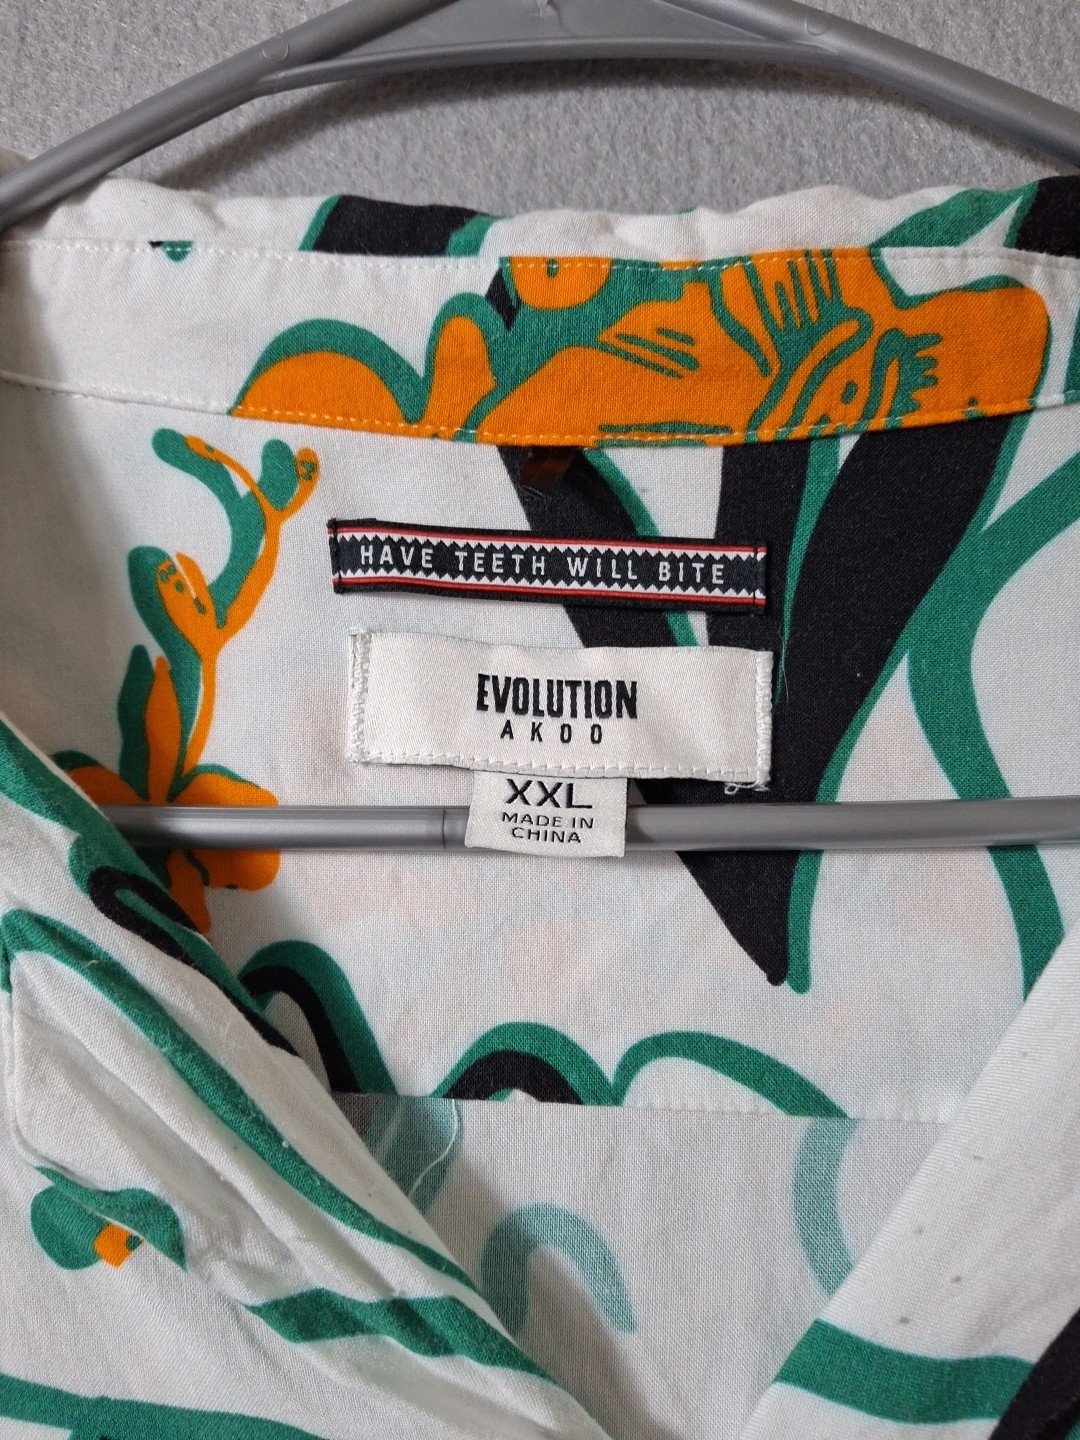 HAVE TEETH WILL BITE
EVOLUTION
AKOO
XXL
MADE IN
CHINA